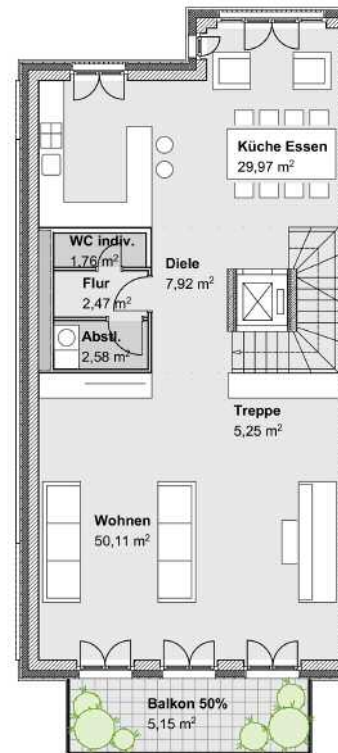 Küche Essen
29,97 m²
WC indiv.
1,76 m²
Diele
7,92 m²
Flur
2,47 m²
Abstl.
2,58 m²
Treppe
5,25 m²
Wohnen
50,11 m²
Balkon 50%
5,15 m²